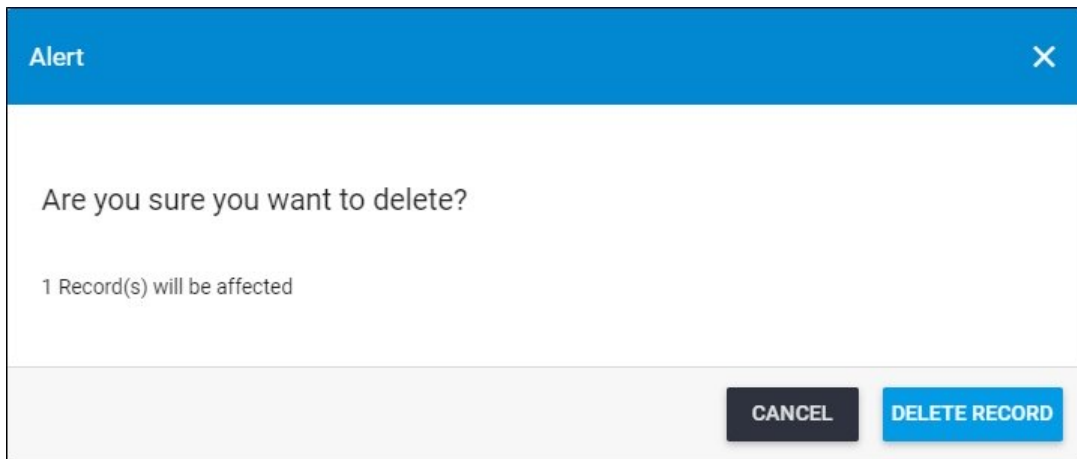 Alert
Are you sure you want to delete?
1 Record(s) will be affected
CANCEL DELETE RECORD